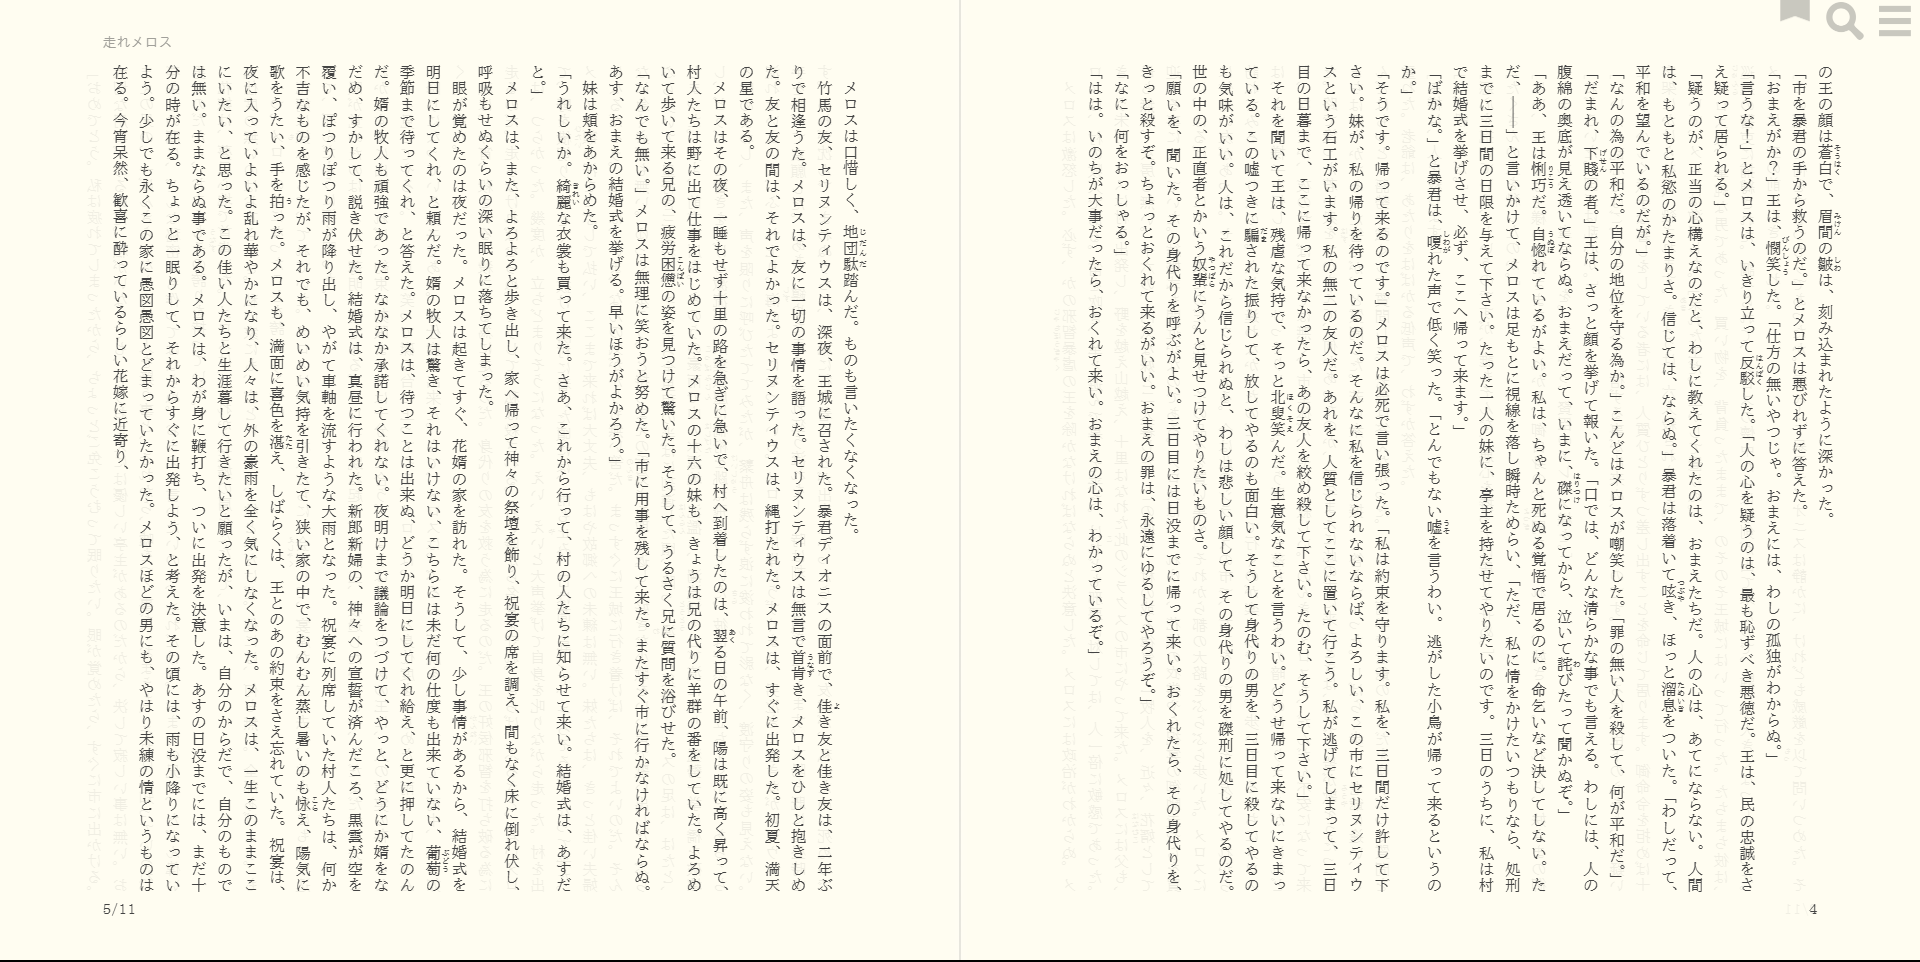 の王の顔は蒼白で、眉間の皺は、刻み込まれたように深かった。
「市を暴君の手から救うのだ。」とメロスは悪びれずに答えた。
「おまえがか？」王は、憫笑した。「仕方の無いやつじゃ。おまえには、わしの孤独がわからぬ。」
「言うな！」とメロスは、いきり立って反駁した。「人の心を疑うのは、最も恥ずべき悪徳だ。王は、民の忠誠をさ
え疑って居られる。」
「疑うのが、正当の心構えなのだと、わしに教えてくれたのは、おまえたちだ。人の心は、あてにならない。人間
は、もともと私慾のかたまりさ。信じては、ならぬ。」暴君は落着いて呟き、ほっと溜息をついた。「わしだって、
平和を望んでいるのだが。」
「なんの為の平和だ。自分の地位を守る為か。」こんどはメロスが嘲笑した。「罪の無い人を殺して、何が平和だ。」
「だまれ、下賤の者。」王は、さっと顔を挙げて報いた。「口では、どんな清らかな事でも言える。わしには、人の
腹綿の奥底が見え透いてならぬ。おまえだって、いまに、磔になってから、泣いて詫びたって聞かぬぞ。」
「ああ、王は悧巧だ。自惚れているがよい。私は、ちゃんと死ぬる覚悟で居るのに。命乞いなど決してしない。た
だ、――」と言いかけて、メロスは足もとに視線を落し瞬時ためらい、「ただ、私に情をかけたいつもりなら、処刑
までに三日間の日限を与えて下さい。たった一人の妹に、亭主を持たせてやりたいのです。三日のうちに、私は村
で結婚式を挙げさせ、必ず、ここへ帰って来ます。」
「ばかな。」と暴君は、嗄れた声で低く笑った。「とんでもない嘘を言うわい。逃がした小鳥が帰って来るというの
か。」
「そうです。帰って来るのです。」メロスは必死で言い張った。「私は約束を守ります。私を、三日間だけ許して下
さい。妹が、私の帰りを待っているのだ。そんなに私を信じられないならば、よろしい、この市にセリヌンティウ
スという石工がいます。私の無二の友人だ。あれを、人質としてここに置いて行こう。私が逃げてしまって、三日
目の日暮まで、ここに帰って来なかったら、あの友人を絞め殺して下さい。たのむ、そうして下さい。」
それを聞いて王は、残虐な気持で、そっと北叟笑んだ。生意気なことを言うわい。どうせ帰って来ないにきまっ
ている。この嘘つきに騙された振りして、放してやるのも面白い。そうして身代りの男を、三日目に殺してやるの
も気味がいい。人は、これだから信じられぬと、わしは悲しい顔して、その身代りの男を磔刑に処してやるのだ。
世の中の、正直者とかいう奴輩にうんと見せつけてやりたいものさ。
「願いを、聞いた。その身代りを呼ぶがよい。三日目には日没までに帰って来い。おくれたら、その身代りを、
きっと殺すぞ。ちょっとおくれて来るがいい。おまえの罪は、永遠にゆるしてやろうぞ。」
「なに、何をおっしゃる。」
「はは。いのちが大事だったら、おくれて来い。おまえの心は、わかっているぞ。」
4
走れメロス
メロスは口惜しく、地団駄踏んだ。ものも言いたくなくなった。
竹馬の友、セリヌンティウスは、深夜、王城に召された。暴君ディオニスの面前で、佳き友と佳き友は、二年ぶ
りで相逢うた。メロスは、友に一切の事情を語った。セリヌンティウスは無言で首肯き、メロスをひしと抱きしめ
た。友と友の間は、それでよかった。セリヌンティウスは、縄打たれた。メロスは、すぐに出発した。初夏、満天
の星である。
メロスはその夜、一睡もせず十里の路を急ぎに急いで、村へ到着したのは、翌る日の午前、陽は既に高く昇って、
村人たちは野に出て仕事をはじめていた。メロスの十六の妹も、きょうは兄の代りに羊群の番をしていた。よろめ
いて歩いて来る兄の、疲労困憊の姿を見つけて驚いた。そうして、うるさく兄に質問を浴びせた。
「なんでも無い。」メロスは無理に笑おうと努めた。「市に用事を残して来た。またすぐ市に行かなければならぬ。
あす、おまえの結婚式を挙げる。早いほうがよかろう。」
妹は頬をあからめた。
「うれしいか。綺麗な衣裳も買って来た。さあ、これから行って、村の人たちに知らせて来い。結婚式は、あすだ
と。」
メロスは、また、よろよろと歩き出し、家へ帰って神々の祭壇を飾り、祝宴の席を調え、間もなく床に倒れ伏し、
呼吸もせぬくらいの深い眠りに落ちてしまった。
眼が覚めたのは夜だった。メロスは起きてすぐ、花婿の家を訪れた。そうして、少し事情があるから、結婚式を
明日にしてくれ、と頼んだ。婿の牧人は驚き、それはいけない、こちらには未だ何の仕度も出来ていない、葡萄の
季節まで待ってくれ、と答えた。メロスは、待つことは出来ぬ、どうか明日にしてくれ給え、と更に押してたのん
だ。婿の牧人も頑強であった。なかなか承諾してくれない。夜明けまで議論をつづけて、やっと、どうにか婿をな
だめ、すかして、説き伏せた。結婚式は、真昼に行われた。新郎新婦の、神々への宣誓が済んだころ、黒雲が空を
覆い、ぽつりぽつり雨が降り出し、やがて車軸を流すような大雨となった。祝宴に列席していた村人たちは、何か
不吉なものを感じたが、それでも、めいめい気持を引きたて、狭い家の中で、むんむん蒸し暑いのも怺え、陽気に
歌をうたい、手を拍った。メロスも、満面に喜色を湛え、しばらくは、王とのあの約束をさえ忘れていた。祝宴は、
夜に入っていよいよ乱れ華やかになり、人々は、外の豪雨を全く気にしなくなった。メロスは、一生このままここ
にいたい、と思った。この佳い人たちと生涯暮して行きたいと願ったが、いまは、自分のからだで、自分のもので
は無い。ままならぬ事である。メロスは、わが身に鞭打ち、ついに出発を決意した。あすの日没までには、まだ十
分の時が在る。ちょっと一眠りして、それからすぐに出発しよう、と考えた。その頃には、雨も小降りになってい
よう。少しでも永くこの家に愚図愚図とどまっていたかった。メロスほどの男にも、やはり未練の情というものは
在る。今宵呆然、歓喜に酔っているらしい花嫁に近寄り、
5/11